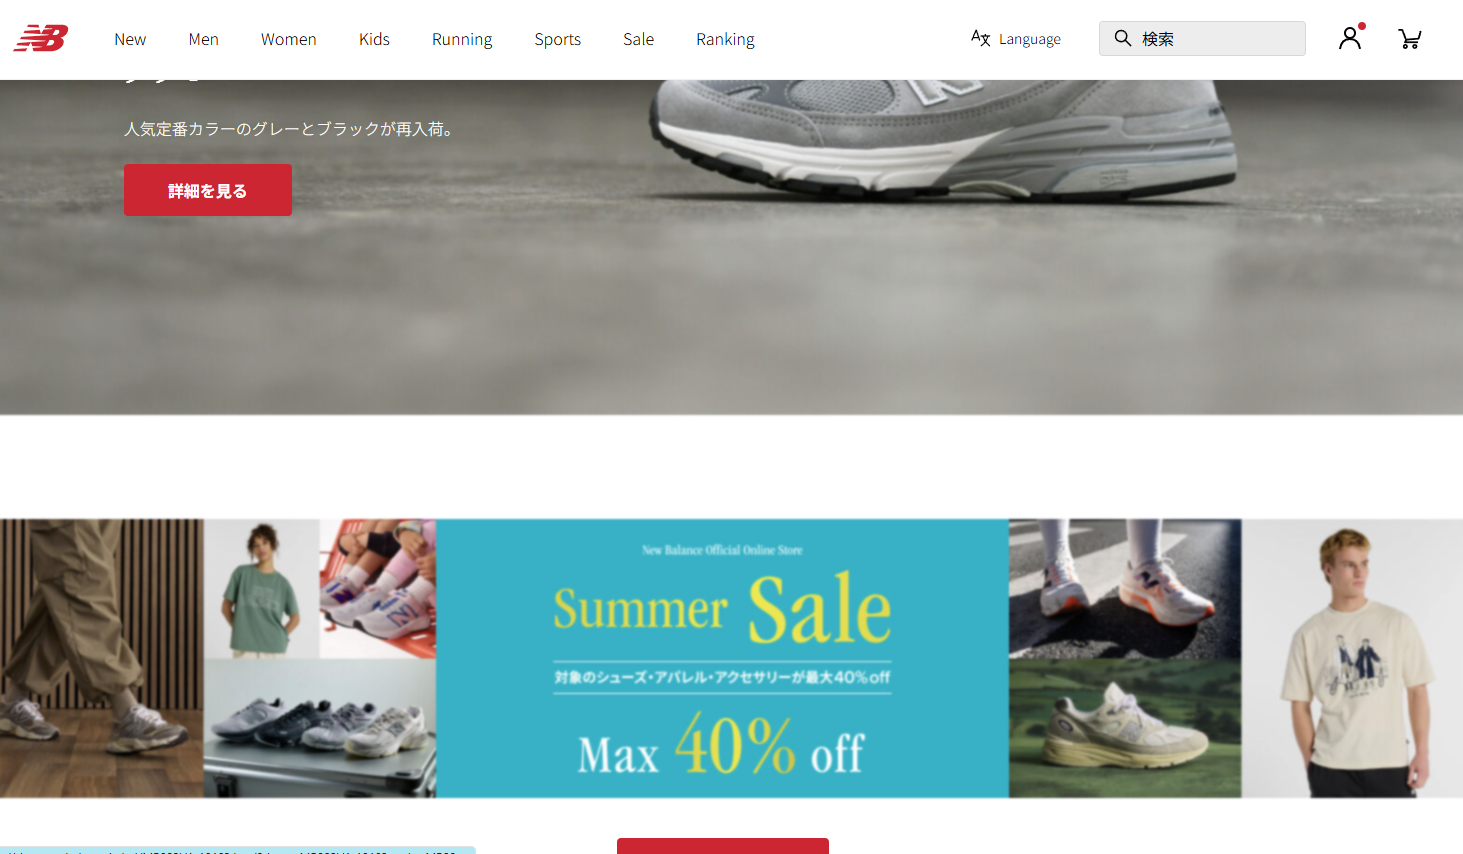 New
Men
Women
Kids
Running
Sports
Sale
Ranking
Language
検索
人気定番カラーのグレーとブラックが再入荷。
詳細を見る
New Balance Official Online Store
Summer Sale
対象のシューズ・アパレル・アクセサリーが最大40%off
Max 40% off